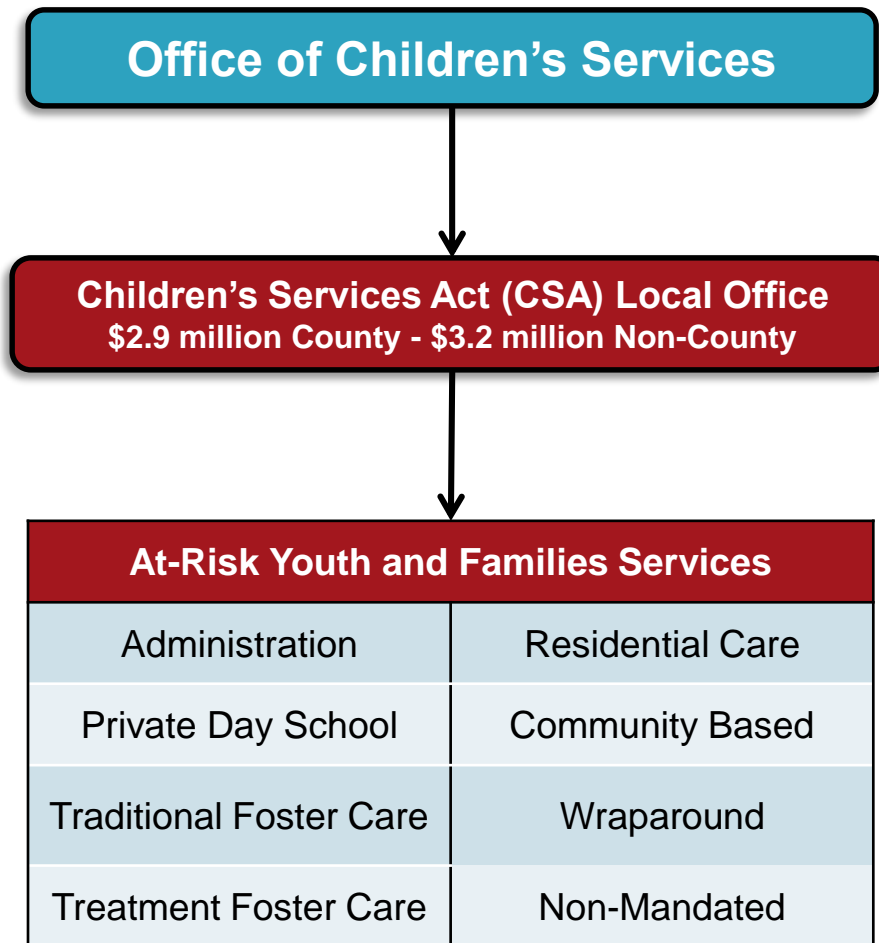 Office of Children’s Services
Children’s Services Act (CSA) Local Office
$2.9 million County - $3.2 million Non-County
At-Risk Youth and Families Services
Administration
Residential Care
Private Day School
Community Based
Traditional Foster Care
Wraparound
Treatment Foster Care
Non-Mandated